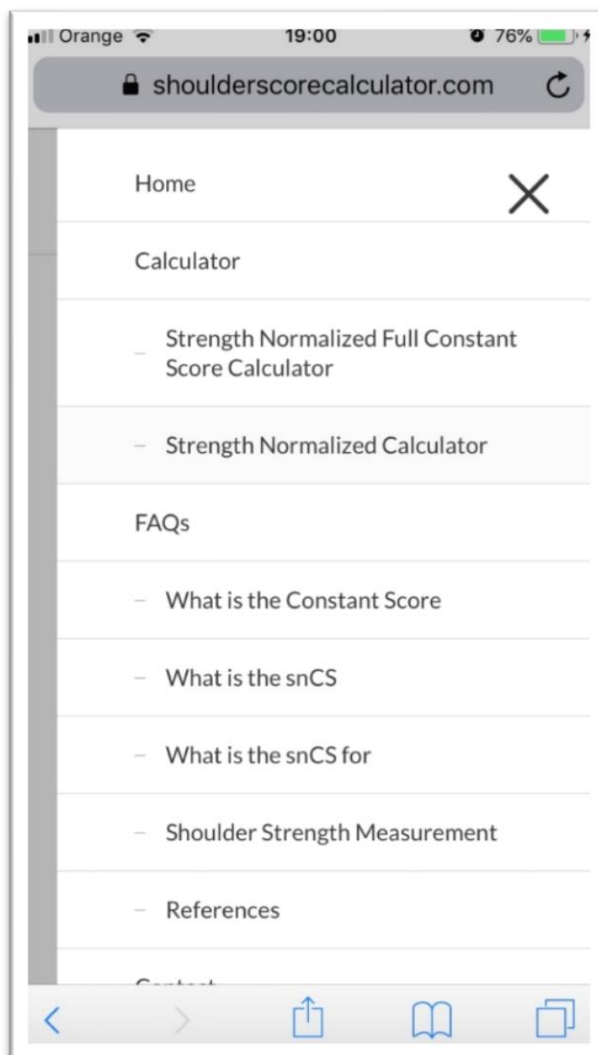 Orange 19:00 76%
shoulderscorecalculator.com
Home
Calculator
– Strength Normalized Full Constant
Score Calculator
– Strength Normalized Calculator
FAQs
– What is the Constant Score
– What is the snCS
– What is the snCS for
– Shoulder Strength Measurement
– References